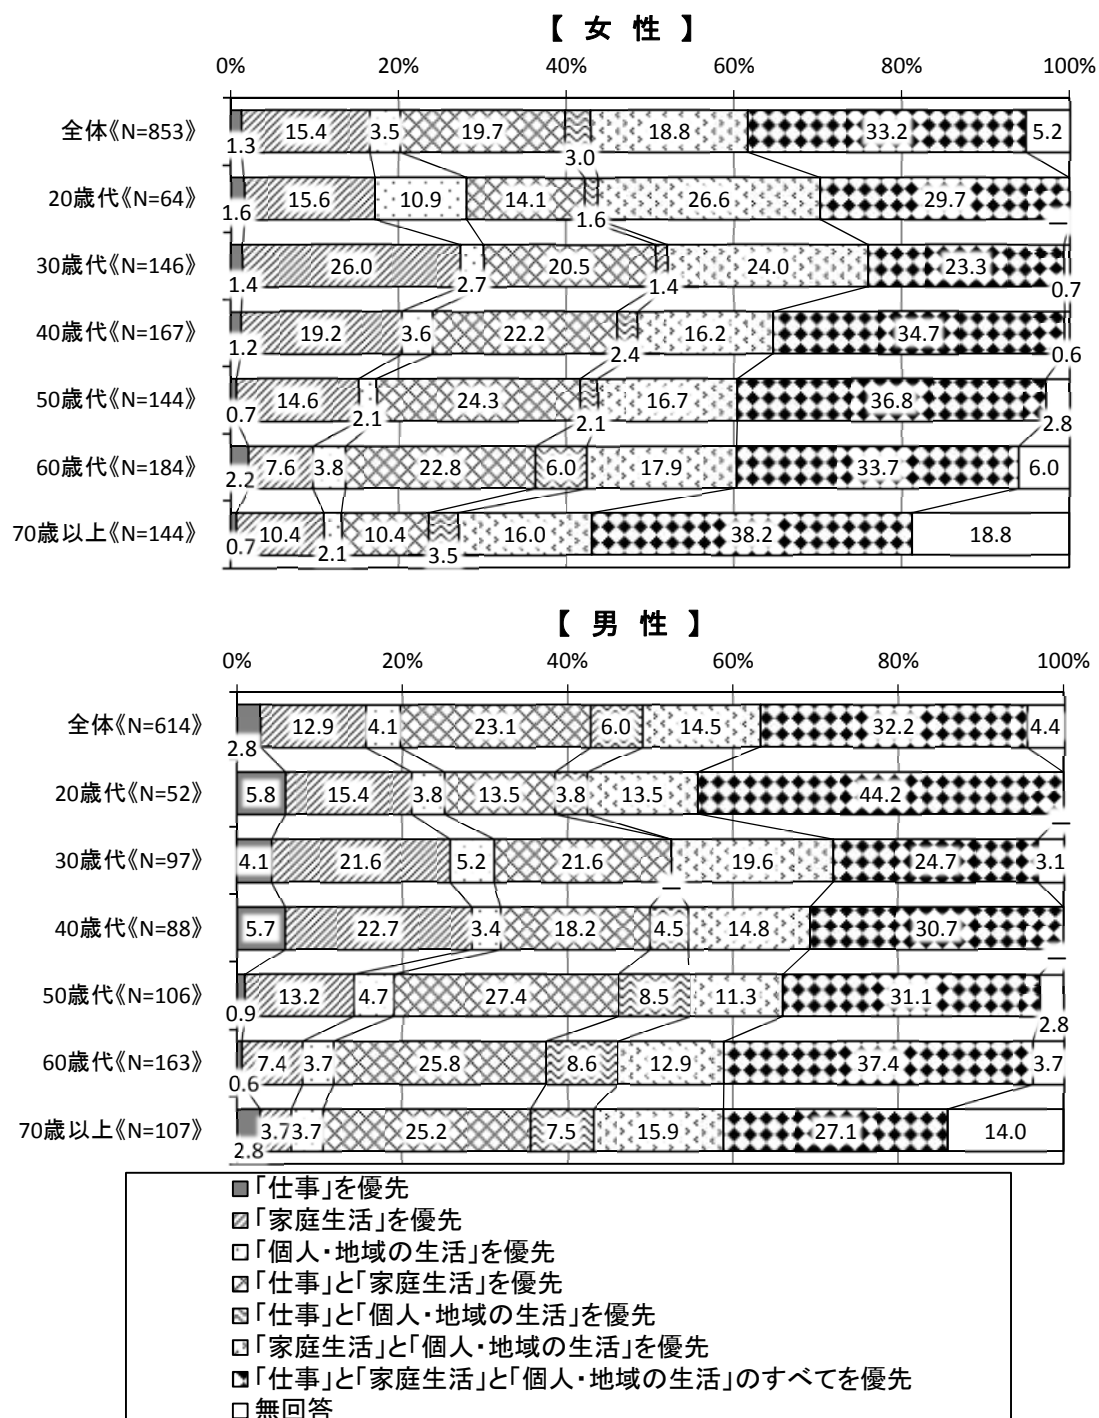 【 女 性 】
0% 20% 40% 60% 80% 100%
全体《N=853》 1.3 15.4 3.5 19.7 3.0 18.8 33.2 5.2
20歳代《N=64》 1.6 15.6 10.9 14.1 1.6 26.6 29.7 —
30歳代《N=146》 1.4 26.0 2.7 20.5 1.4 24.0 23.3 0.7
40歳代《N=167》 1.2 19.2 3.6 22.2 2.4 16.2 34.7 0.6
50歳代《N=144》 0.7 14.6 2.1 24.3 2.1 16.7 36.8 2.8
60歳代《N=184》 2.2 7.6 3.8 22.8 6.0 17.9 33.7 6.0
70歳以上《N=144》 0.7 10.4 2.1 10.4 3.5 16.0 38.2 18.8
【 男 性 】
0% 20% 40% 60% 80% 100%
全体《N=614》 2.8 12.9 4.1 23.1 6.0 14.5 32.2 4.4
20歳代《N=52》 5.8 15.4 3.8 13.5 3.8 13.5 44.2 —
30歳代《N=97》 4.1 21.6 5.2 21.6 — 19.6 24.7 3.1
40歳代《N=88》 5.7 22.7 3.4 18.2 4.5 14.8 30.7 —
50歳代《N=106》 0.9 13.2 4.7 27.4 8.5 11.3 31.1 2.8
60歳代《N=163》 0.6 7.4 3.7 25.8 8.6 12.9 37.4 3.7
70歳以上《N=107》 2.8 3.7 3.7 25.2 7.5 15.9 27.1 14.0
「仕事」を優先
「家庭生活」を優先
「個人・地域の生活」を優先
「仕事」と「家庭生活」を優先
「仕事」と「個人・地域の生活」を優先
「家庭生活」と「個人・地域の生活」を優先
「仕事」と「家庭生活」と「個人・地域の生活」のすべてを優先
無回答